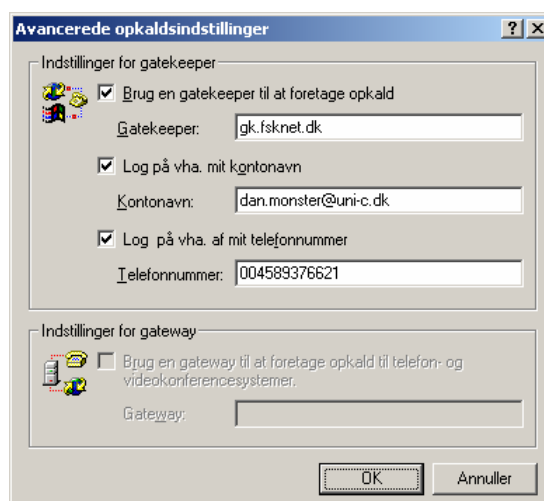 Avancerede opkaldsindstillinger
Indstillinger for gatekeeper
Brug en gatekeeper til at foretage opkald
Gatekeeper: gk.fsknet.dk
Log på vha. mit kontonavn
Kontonavn: dan.monster@uni-c.dk
Log på vha. af mit telefonnummer
Telefonnummer: 004589376621
Indstillinger for gateway
Brug en gateway til at foretage opkald til telefon- og
videokonferencesystemer.
Gateway:
OK Annuller